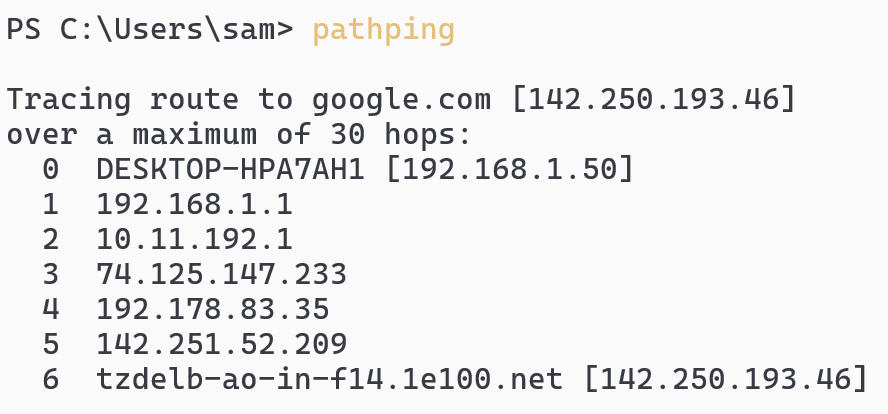 PS C:\Users\sam> pathping
Tracing route to google.com [142.250.193.46]
over a maximum of 30 hops:
0 DESKTOP-HPA7AH1 [192.168.1.50]
1 192.168.1.1
2 10.11.192.1
3 74.125.147.233
4 192.178.83.35
5 142.251.52.209
6 tzdelb-ao-in-f14.1e100.net [142.250.193.46]